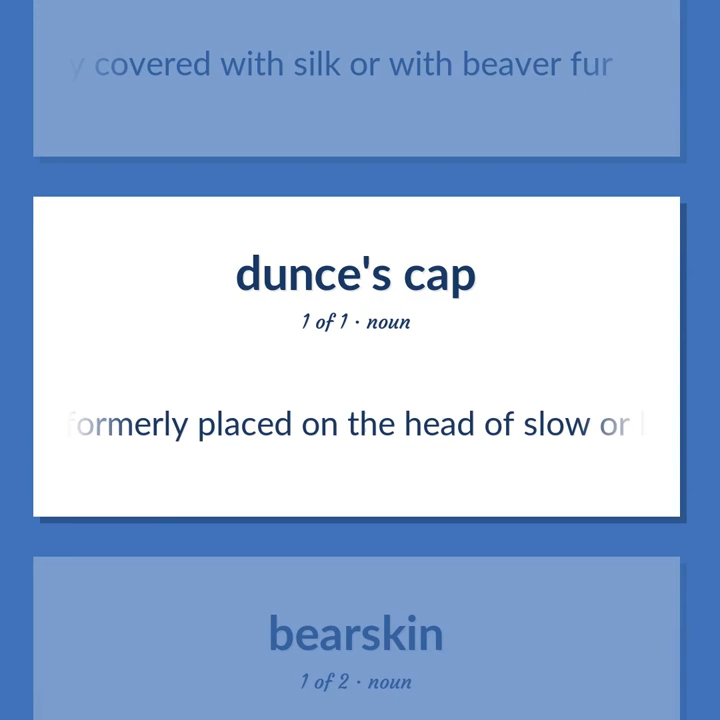 covered with silk or with beaver fur
dunce's cap
1 of 1 · noun
formerly placed on the head of slow or
bearskin
1 of 2 · noun